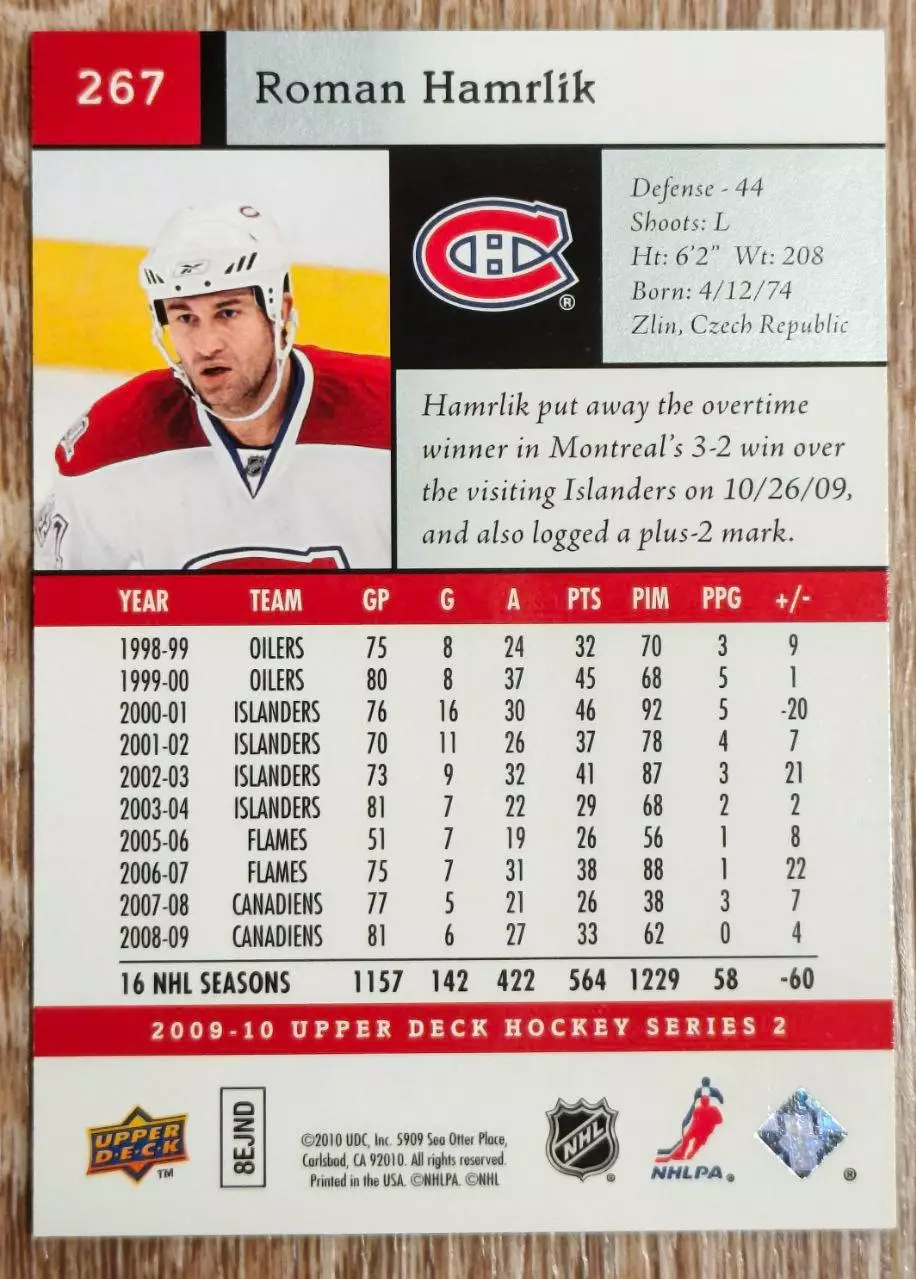 267
Roman Hamrlik
Defense - 44
Shoots: L
Ht: 6'2" Wt: 208
Born: 4/12/74
Zlin, Czech Republic
®
Hamrlik put away the overtime
winner in Montreal's 3-2 win over
the visiting Islanders on 10/26/09,
and also logged a plus-2 mark.
YEAR TEAM GP G A PTS PIM PPG +/-
1998-99 OILERS 75 8 24 32 70 3 9
1999-00 OILERS 80 8 37 45 68 5 1
2000-01 ISLANDERS 76 16 30 46 92 5 -20
2001-02 ISLANDERS 70 11 26 37 78 4 7
2002-03 ISLANDERS 73 9 32 41 87 3 21
2003-04 ISLANDERS 81 7 22 29 68 2 2
2005-06 FLAMES 51 7 19 26 56 1 8
2006-07 FLAMES 75 7 31 38 88 1 22
2007-08 CANADIENS 77 5 21 26 38 3 7
2008-09 CANADIENS 81 6 27 33 62 0 4
16 NHL SEASONS 1157 142 422 564 1229 58 -60
2009-10 UPPER DECK HOCKEY SERIES 2
UPPER
DECK
™
8EJND
©2010 UDC, Inc. 5909 Sea Otter Place,
Carlsbad, CA 92010. All rights reserved.
Printed in the USA. ©NHLPA. ©NHL
NHL
®
NHLPA®
®